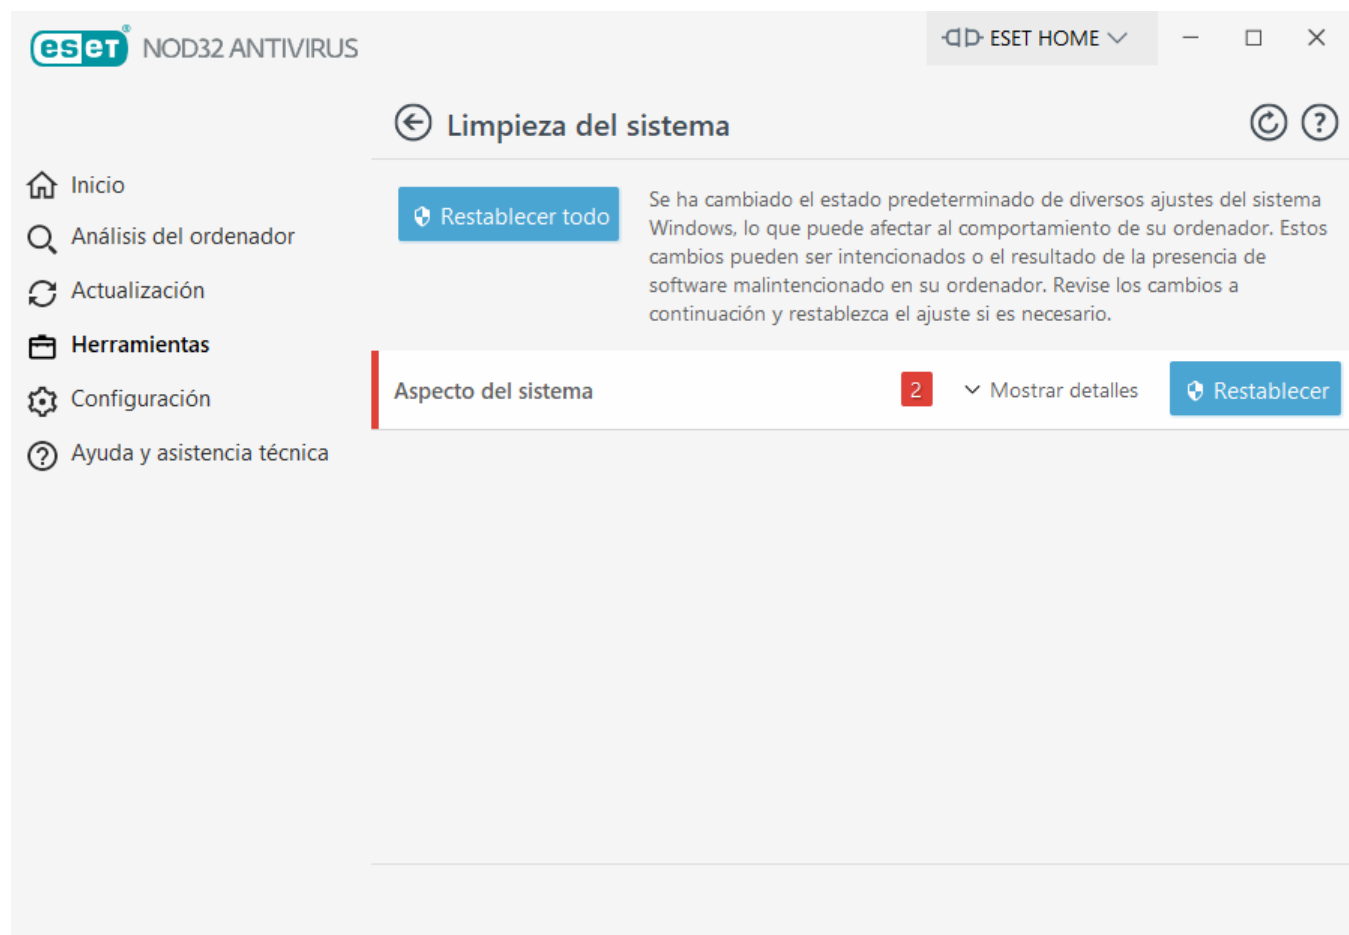 eset® NOD32 ANTIVIRUS
ESET HOME
Limpieza del sistema
Inicio
Análisis del ordenador
Actualización
Herramientas
Configuración
Ayuda y asistencia técnica
Restablecer todo
Se ha cambiado el estado predeterminado de diversos ajustes del sistema
Windows, lo que puede afectar al comportamiento de su ordenador. Estos
cambios pueden ser intencionados o el resultado de la presencia de
software malintencionado en su ordenador. Revise los cambios a
continuación y restablezca el ajuste si es necesario.
Aspecto del sistema 2 Mostrar detalles Restablecer